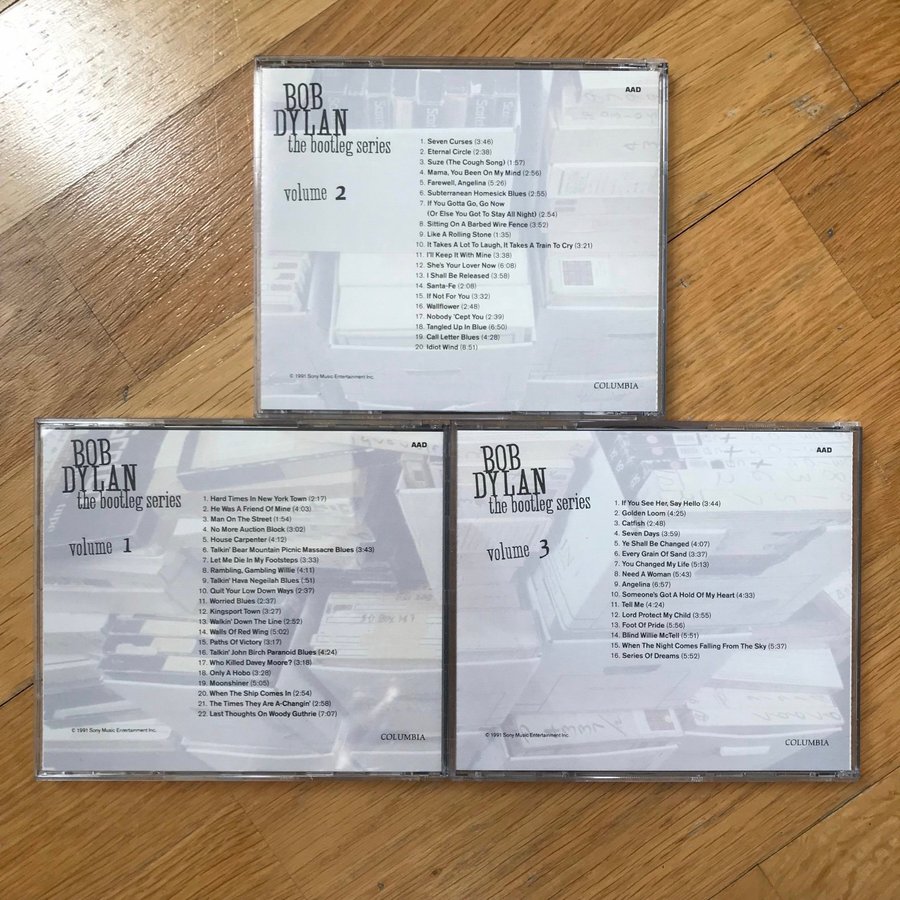 BOB
DYLAN
the bootleg series
volume 2
AAD
1. Seven Curses (3:46)
2. Eternal Circle (2:38)
3. Suze (The Cough Song) (1:57)
4. Mama, You Been On My Mind (2:56)
5. Farewell, Angelina (5:26)
6. Subterranean Homesick Blues (2:55)
7. If You Gotta Go, Go Now
(Or Else You Got To Stay All Night) (2:54)
8. Sitting On A Barbed Wire Fence (3:52)
9. Like A Rolling Stone (1:35)
10. It Takes A Lot To Laugh, It Takes A Train To Cry (3:21)
11. I'll Keep It With Mine (3:38)
12. She's Your Lover Now (6:08)
13. I Shall Be Released (3:58)
14. Santa-Fe (2:08)
15. If Not For You (3:32)
16. Wallflower (2:48)
17. Nobody 'Cept You (2:39)
18. Tangled Up In Blue (6:50)
19. Call Letter Blues (4:28)
20. Idiot Wind (8:51)
© 1991 Sony Music Entertainment Inc.
COLUMBIA
BOB
DYLAN
the bootleg series
volume 1
AAD
1. Hard Times In New York Town (2:17)
2. He Was A Friend Of Mine (4:03)
3. Man On The Street (1:54)
4. No More Auction Block (3:02)
5. House Carpenter (4:12)
6. Talkin' Bear Mountain Picnic Massacre Blues (3:43)
7. Let Me Die In My Footsteps (3:33)
8. Rambling, Gambling Willie (4:11)
9. Talkin' Hava Negeilah Blues (:51)
10. Quit Your Low Down Ways (2:37)
11. Worried Blues (2:37)
12. Kingsport Town (3:27)
13. Walkin' Down The Line (2:52)
14. Walls Of Red Wing (5:02)
15. Paths Of Victory (3:17)
16. Talkin' John Birch Paranoid Blues (4:24)
17. Who Killed Davey Moore? (3:18)
18. Only A Hobo (3:28)
19. Moonshiner (5:05)
20. When The Ship Comes In (2:54)
21. The Times They Are A-Changin' (2:58)
22. Last Thoughts On Woody Guthrie (7:07)
© 1991 Sony Music Entertainment Inc.
COLUMBIA
BOB
DYLAN
the bootleg series
volume 3
AAD
1. If You See Her, Say Hello (3:44)
2. Golden Loom (4:25)
3. Catfish (2:48)
4. Seven Days (3:59)
5. Ye Shall Be Changed (4:07)
6. Every Grain Of Sand (3:37)
7. You Changed My Life (5:13)
8. Need A Woman (5:43)
9. Angelina (6:57)
10. Someone's Got A Hold Of My Heart (4:33)
11. Tell Me (4:24)
12. Lord Protect My Child (3:55)
13. Foot Of Pride (5:56)
14. Blind Willie McTell (5:51)
15. When The Night Comes Falling From The Sky (5:37)
16. Series Of Dreams (5:52)
© 1991 Sony Music Entertainment Inc.
COLUMBIA